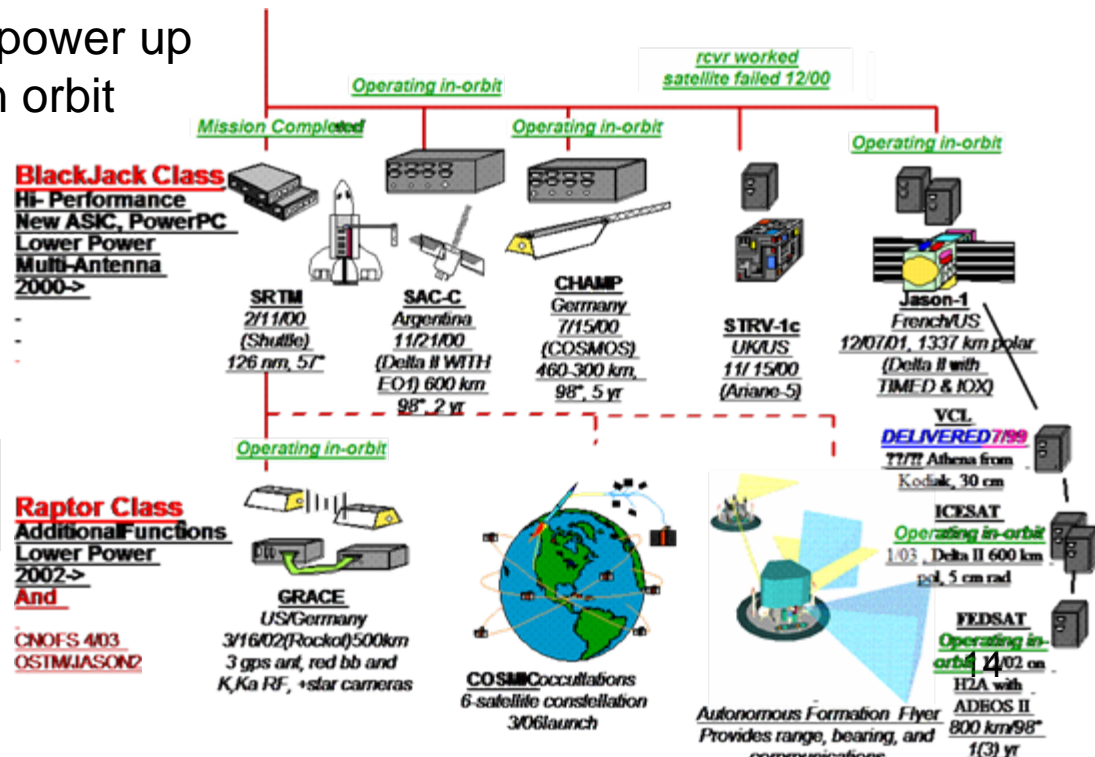 power up
n orbit
rcvr worked
satellite failed 12/00
Operating in-orbit
Mission Completed
Operating in-orbit
Operating in-orbit
BlackJack Class
Hi- Performance
New ASIC, PowerPC
Lower Power
Multi-Antenna
2000->
-
-
-
SRTM
2/11/00
(Shuttle)
126 nm, 57°
SAC-C
Argentina
11/21/00
(Delta II WITH
EO1) 600 km
98°, 2 yr
CHAMP
Germany
7/15/00
(COSMOS)
460-300 km,
98°, 5 yr
STRV-1c
UK/US
11/ 15/00
(Ariane-5)
Jason-1
French/US
12/07/01, 1337 km polar
(Delta II with
TIMED & IOX)
VCL
DELIVERED7/99
??/?? Athena from
Kodiak, 30 cm
ICESAT
Operating in-orbit
1/03 , Delta II 600 km
pol, 5 cm rad
FEDSAT
Operating in-
orbit /02 on
H2A with
ADEOS II
800 km/98°
1(3) yr
14
Operating in-orbit
Raptor Class
AdditionalFunctions
Lower Power
2002->
And
CNOFS 4/03
OSTM/JASON2
GRACE
US/Germany
3/16/02(Rockot)500km
3 gps ant, red bb and
K,Ka RF, +star cameras
COSMICoccultations
6-satellite constellation
3/06launch
Autonomous Formation Flyer
Provides range, bearing, and
communications